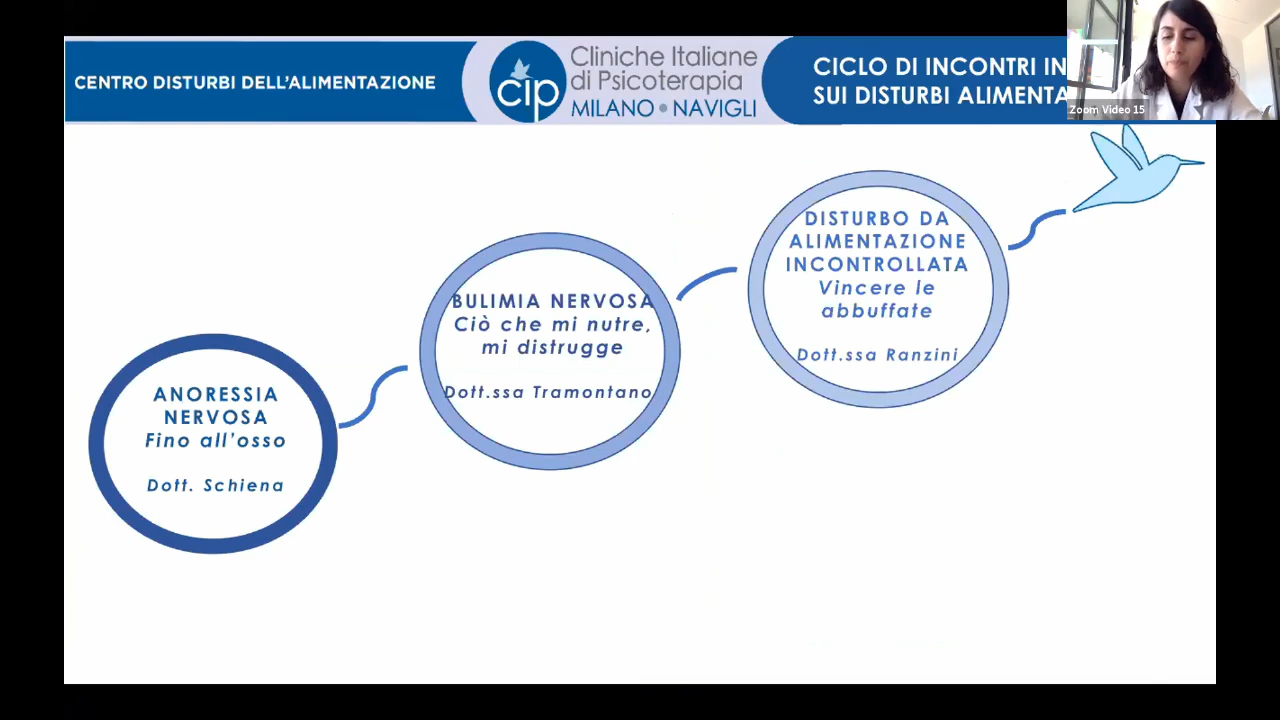 CENTRO DISTURBI DELL'ALIMENTAZIONE
cip
Cliniche Italiane
di Psicoterapia
MILANO • NAVIGLI
CICLO DI INCONTRI IN
SUI DISTURBI ALIMENTA
Zoom Video 15
ANORESSIA
NERVOSA
Fino all'osso
Dott. Schiena
BULIMIA NERVOSA
Ciò che mi nutre,
mi distrugge
Dott.ssa Tramontano
DISTURBO DA
ALIMENTAZIONE
INCONTROLLATA
Vincere le
abbuffate
Dott.ssa Ranzini